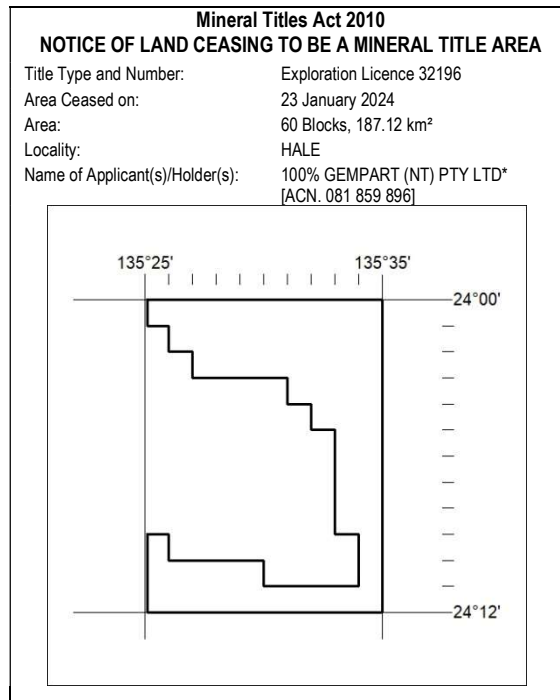 Mineral Titles Act 2010
NOTICE OF LAND CEASING TO BE A MINERAL TITLE AREA
Title Type and Number: Exploration Licence 32196
Area Ceased on: 23 January 2024
Area: 60 Blocks, 187.12 km²
Locality: HALE
Name of Applicant(s)/Holder(s): 100% GEMPART (NT) PTY LTD*
[ACN. 081 859 896]
135°25' 135°35'
24°00'
24°12'